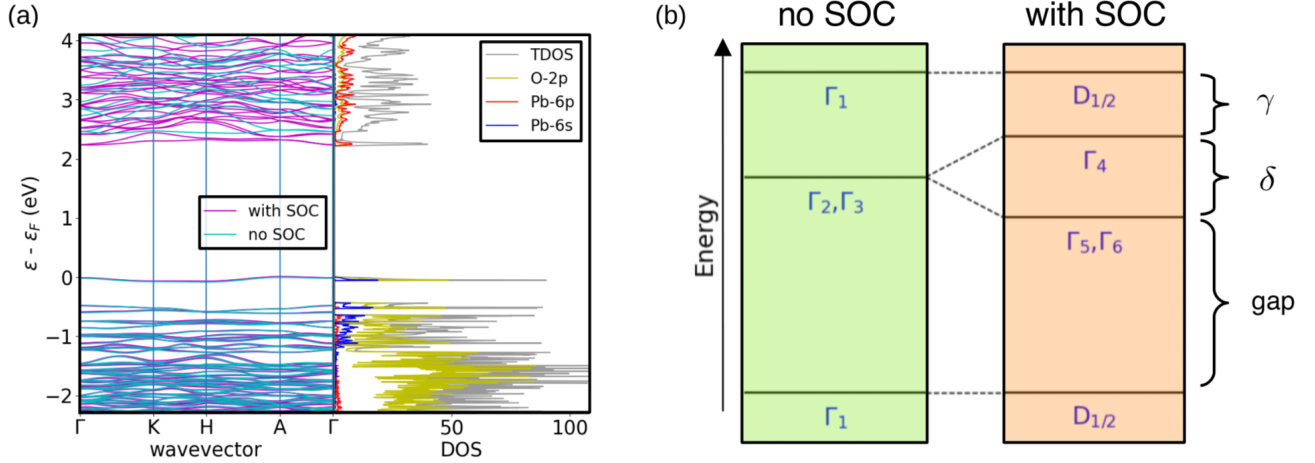 (a)
4
3
2
1
0
−1
−2
ε - ε_F (eV)
with SOC
no SOC
TDOS
O-2p
Pb-6p
Pb-6s
Γ K H A Γ 50 100
wavevector DOS
(b)
no SOC with SOC
Energy
Γ₁ D₁/₂ γ
Γ₄ δ
Γ₂,Γ₃
Γ₅,Γ₆
gap
Γ₁ D₁/₂